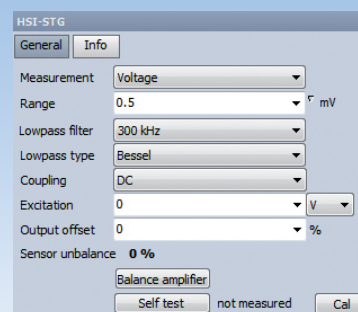 HSI-STG
General Info
Measurement Voltage
Range 0.5 mV
Lowpass filter 300 kHz
Lowpass type Bessel
Coupling DC
Excitation 0 V
Output offset 0 %
Sensor unbalance 0 %
Balance amplifier
Self test not measured Cal